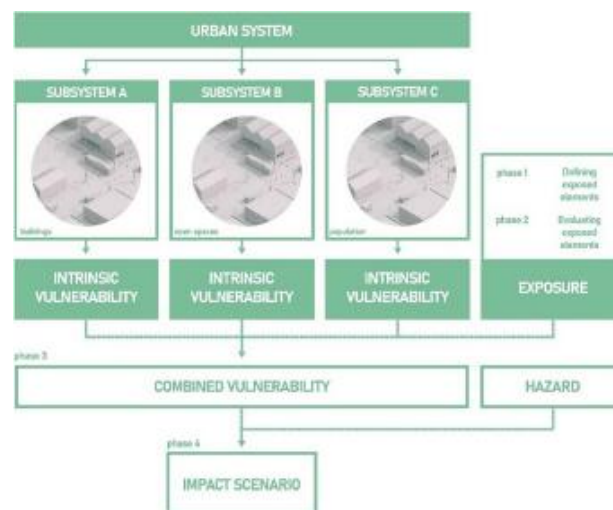 URBAN SYSTEM
SUBSYSTEM A
SUBSYSTEM B
SUBSYSTEM C
buildings
open spaces
population
phase 1 Defining
exposed
elements
phase 2 Evaluating
exposed
elements
INTRINSIC
VULNERABILITY
INTRINSIC
VULNERABILITY
INTRINSIC
VULNERABILITY
EXPOSURE
phase 3
COMBINED VULNERABILITY
HAZARD
phase 4
IMPACT SCENARIO